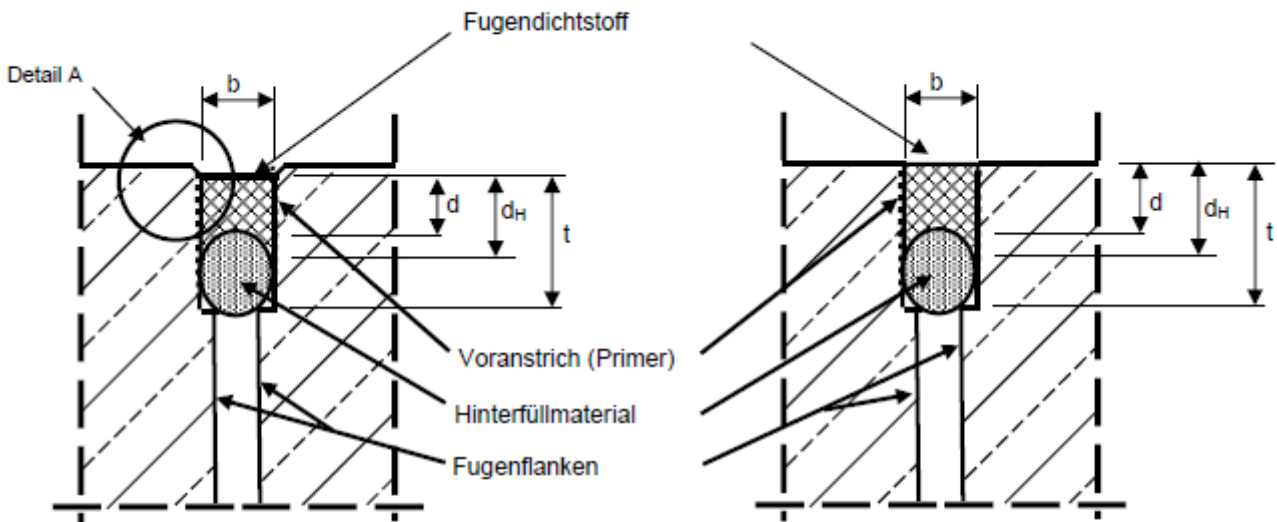 Fugendichtstoff
Detail A
b
b
d
dH
t
d
dH
t
Voranstrich (Primer)
Hinterfüllmaterial
Fugenflanken